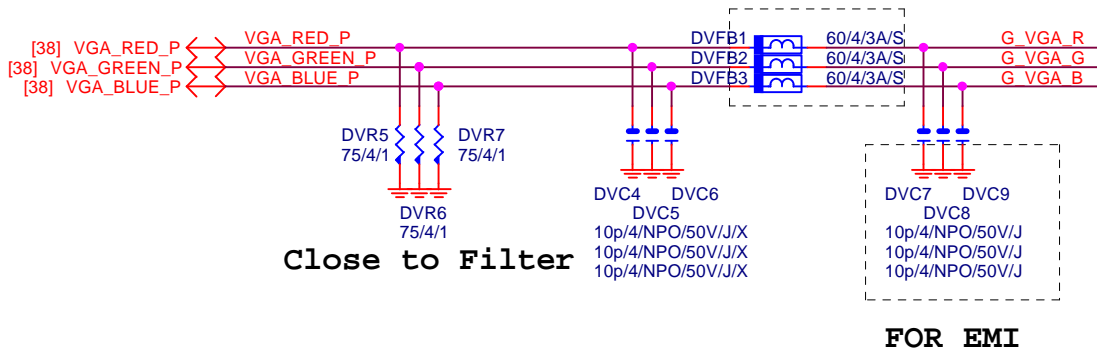 [38] VGA_RED_P VGA_RED_P DVFB1 60/4/3A/S G_VGA_R
[38] VGA_GREEN_P VGA_GREEN_P DVFB2 60/4/3A/S G_VGA_G
[38] VGA_BLUE_P VGA_BLUE_P DVFB3 60/4/3A/S G_VGA_B
DVR5 DVR7
75/4/1 75/4/1
DVR6
75/4/1
Close to Filter
DVC4 DVC6
DVC5
10p/4/NPO/50V/J/X
10p/4/NPO/50V/J/X
10p/4/NPO/50V/J/X
DVC7 DVC9
DVC8
10p/4/NPO/50V/J
10p/4/NPO/50V/J
10p/4/NPO/50V/J
FOR EMI